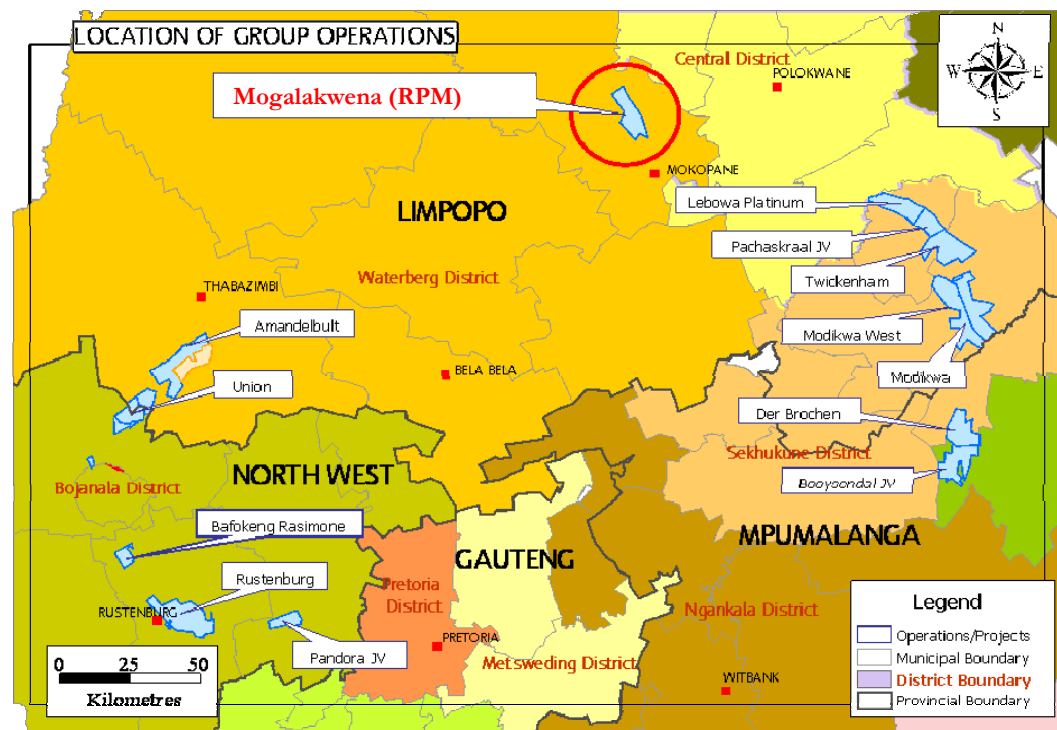 LOCATION OF GROUP OPERATIONS
N
W E
S
Central District
POLOKWANE
Mogalakwena (RPM)
MOKOPANE
LIMPOPO
Lebowa Platinum
Pachaskraal JV
Twickenham
Waterberg District
THABAZIMBI
Amandelbult
Modikwa West
BELA BELA
Modikwa
Union
Der Brochen
Sekhukune District
NORTH WEST
Bojanala District
Booysendal JV
Bafokeng Rasimone
MPUMALANGA
GAUTENG
Rustenburg
Pretoria
District
Ngankala District
RUSTENBURG
PRETORIA
Pandora JV
Metsweding District
WITBANK
0 25 50
Kilometres
Legend
Operations/Projects
Municipal Boundary
District Boundary
Provincial Boundary